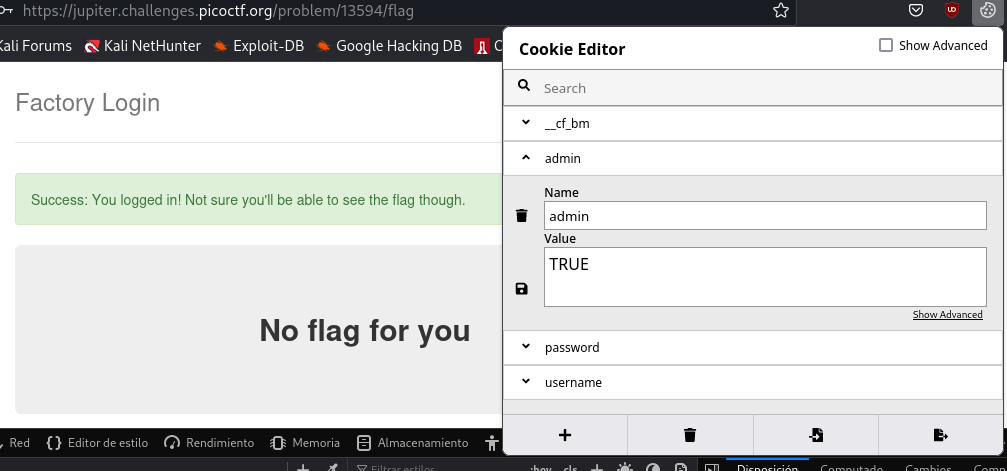 https://jupiter.challenges.picoctf.org/problem/13594/flag
Kali Forums Kali NetHunter Exploit-DB Google Hacking DB
Factory Login
Success: You logged in! Not sure you'll be able to see the flag though.
No flag for you
Cookie Editor
Show Advanced
Search
__cf_bm
admin
Name
admin
Value
TRUE
Show Advanced
password
username
Red Editor de estilo Rendimiento Memoria Almacenamiento
Filtrar estilos :hov .cls Disposición Computado Cambios